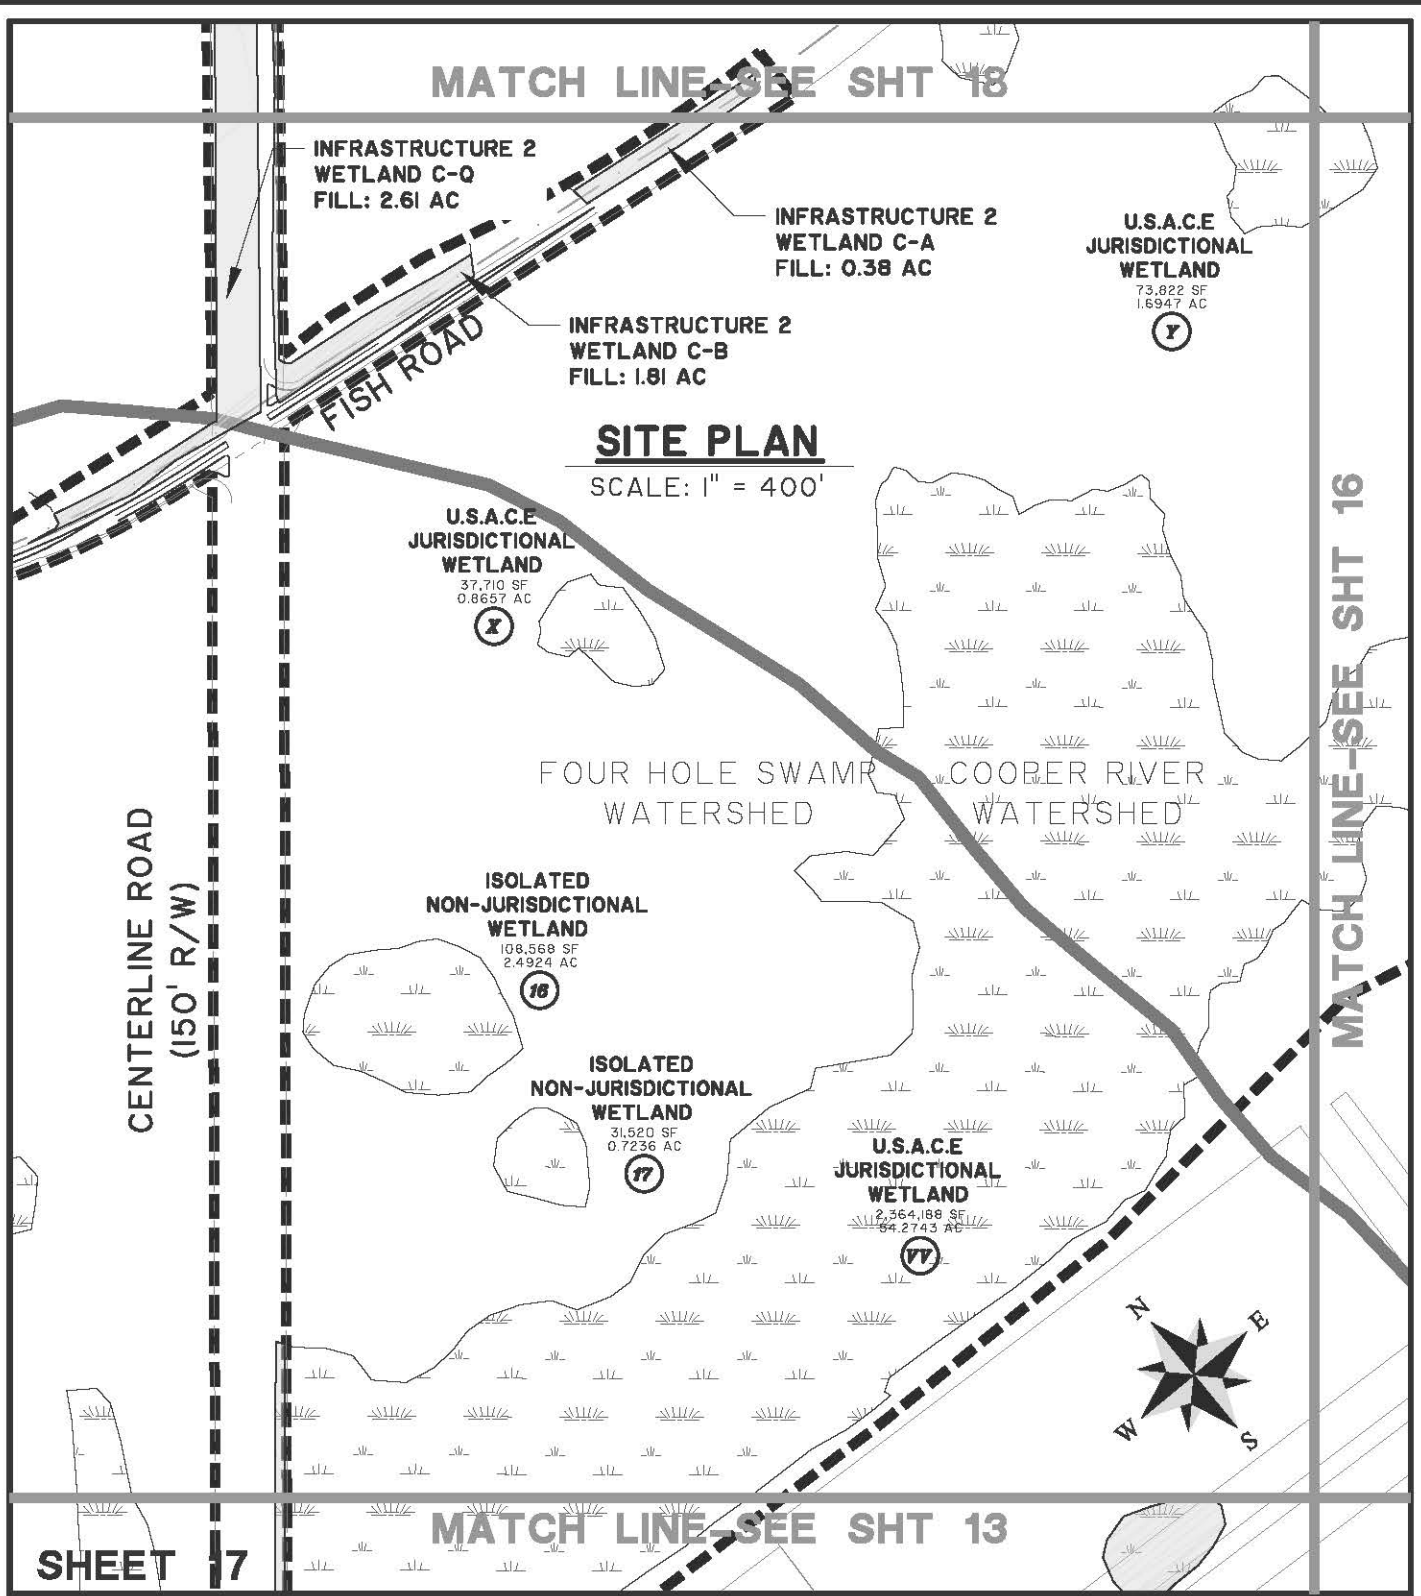 MATCH LINE-SEE SHT 18
INFRASTRUCTURE 2
WETLAND C-Q
FILL: 2.61 AC
INFRASTRUCTURE 2
WETLAND C-A
FILL: 0.38 AC
U.S.A.C.E
JURISDICTIONAL
WETLAND
73,822 SF
1.6947 AC
Y
INFRASTRUCTURE 2
WETLAND C-B
FILL: 1.81 AC
FISH ROAD
SITE PLAN
SCALE: 1" = 400'
U.S.A.C.E
JURISDICTIONAL
WETLAND
37,710 SF
0.8657 AC
X
MATCH LINE-SEE SHT 16
FOUR HOLE SWAMP
WATERSHED
COOPER RIVER
WATERSHED
CENTERLINE ROAD
(150' R/W)
ISOLATED
NON-JURISDICTIONAL
WETLAND
108,568 SF
2.4924 AC
16
ISOLATED
NON-JURISDICTIONAL
WETLAND
31,520 SF
0.7236 AC
17
U.S.A.C.E
JURISDICTIONAL
WETLAND
2,364,188 SF
54.2743 AC
VV
N
E
W
S
MATCH LINE-SEE SHT 13
SHEET 17